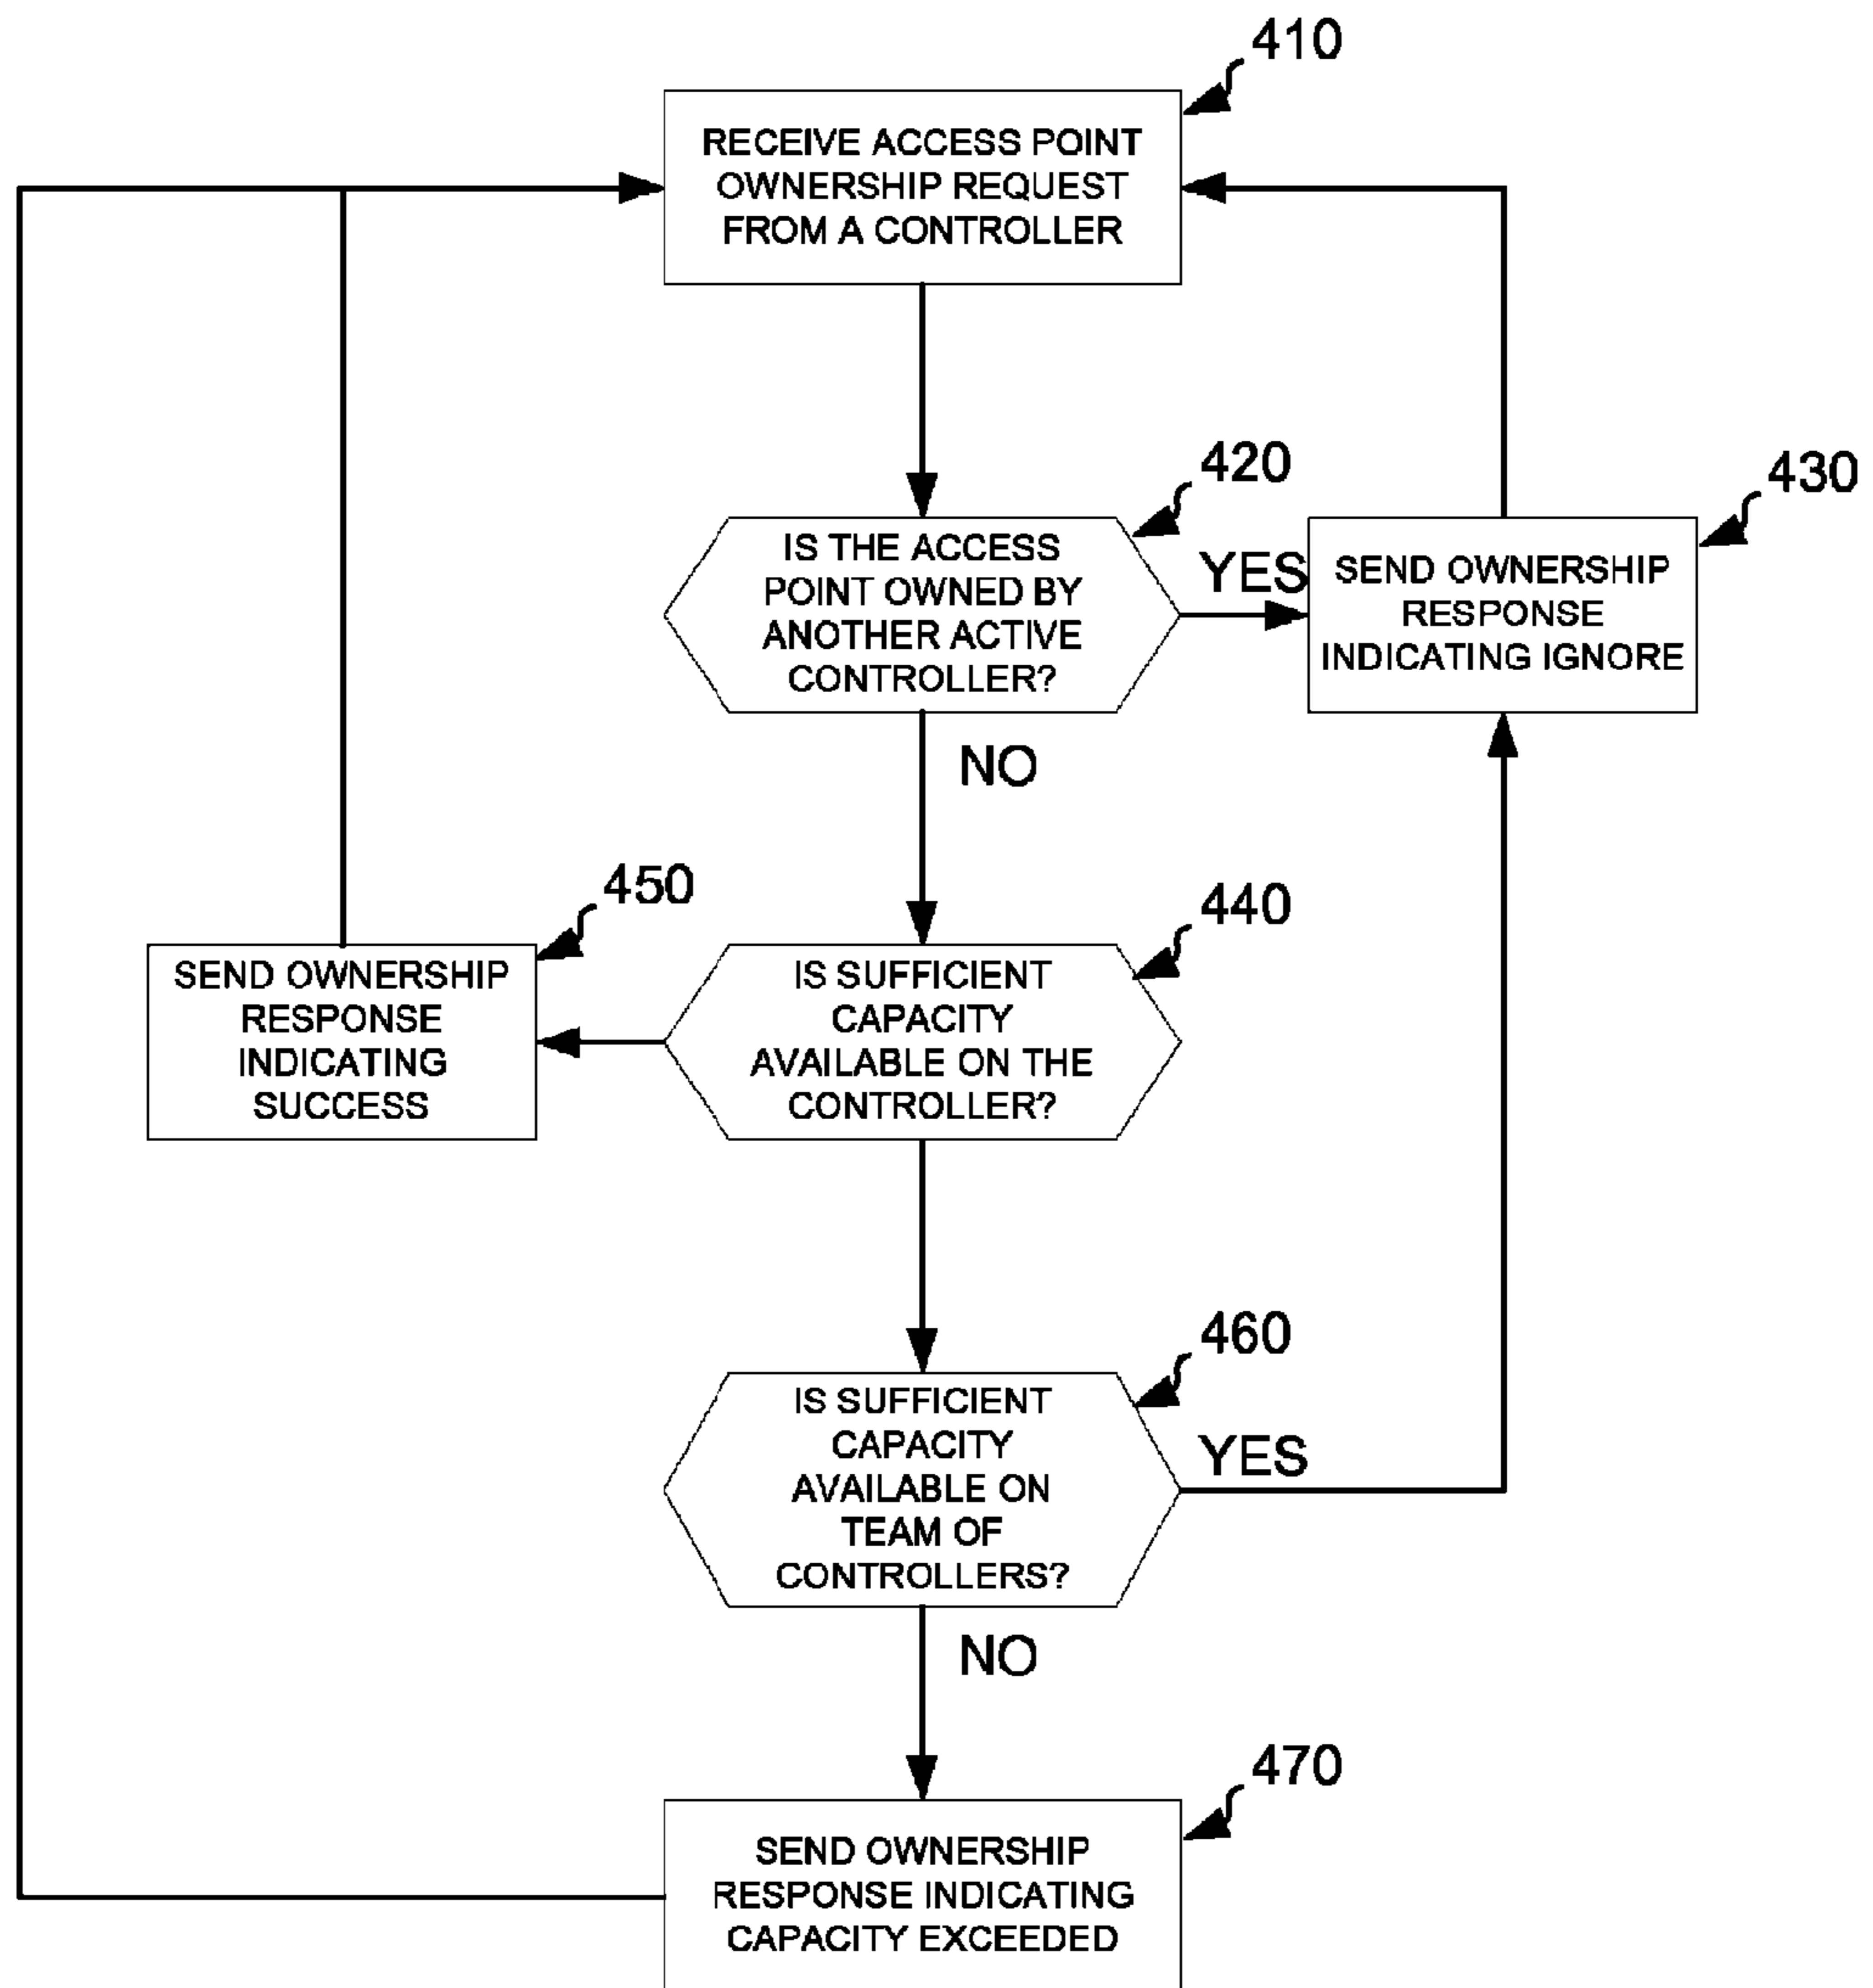 410
RECEIVE ACCESS POINT
OWNERSHIP REQUEST
FROM A CONTROLLER
420
IS THE ACCESS
POINT OWNED BY
ANOTHER ACTIVE
CONTROLLER?
YES
430
SEND OWNERSHIP
RESPONSE
INDICATING IGNORE
NO
450
SEND OWNERSHIP
RESPONSE
INDICATING
SUCCESS
440
IS SUFFICIENT
CAPACITY
AVAILABLE ON THE
CONTROLLER?
460
IS SUFFICIENT
CAPACITY
AVAILABLE ON
TEAM OF
CONTROLLERS?
YES
NO
470
SEND OWNERSHIP
RESPONSE INDICATING
CAPACITY EXCEEDED